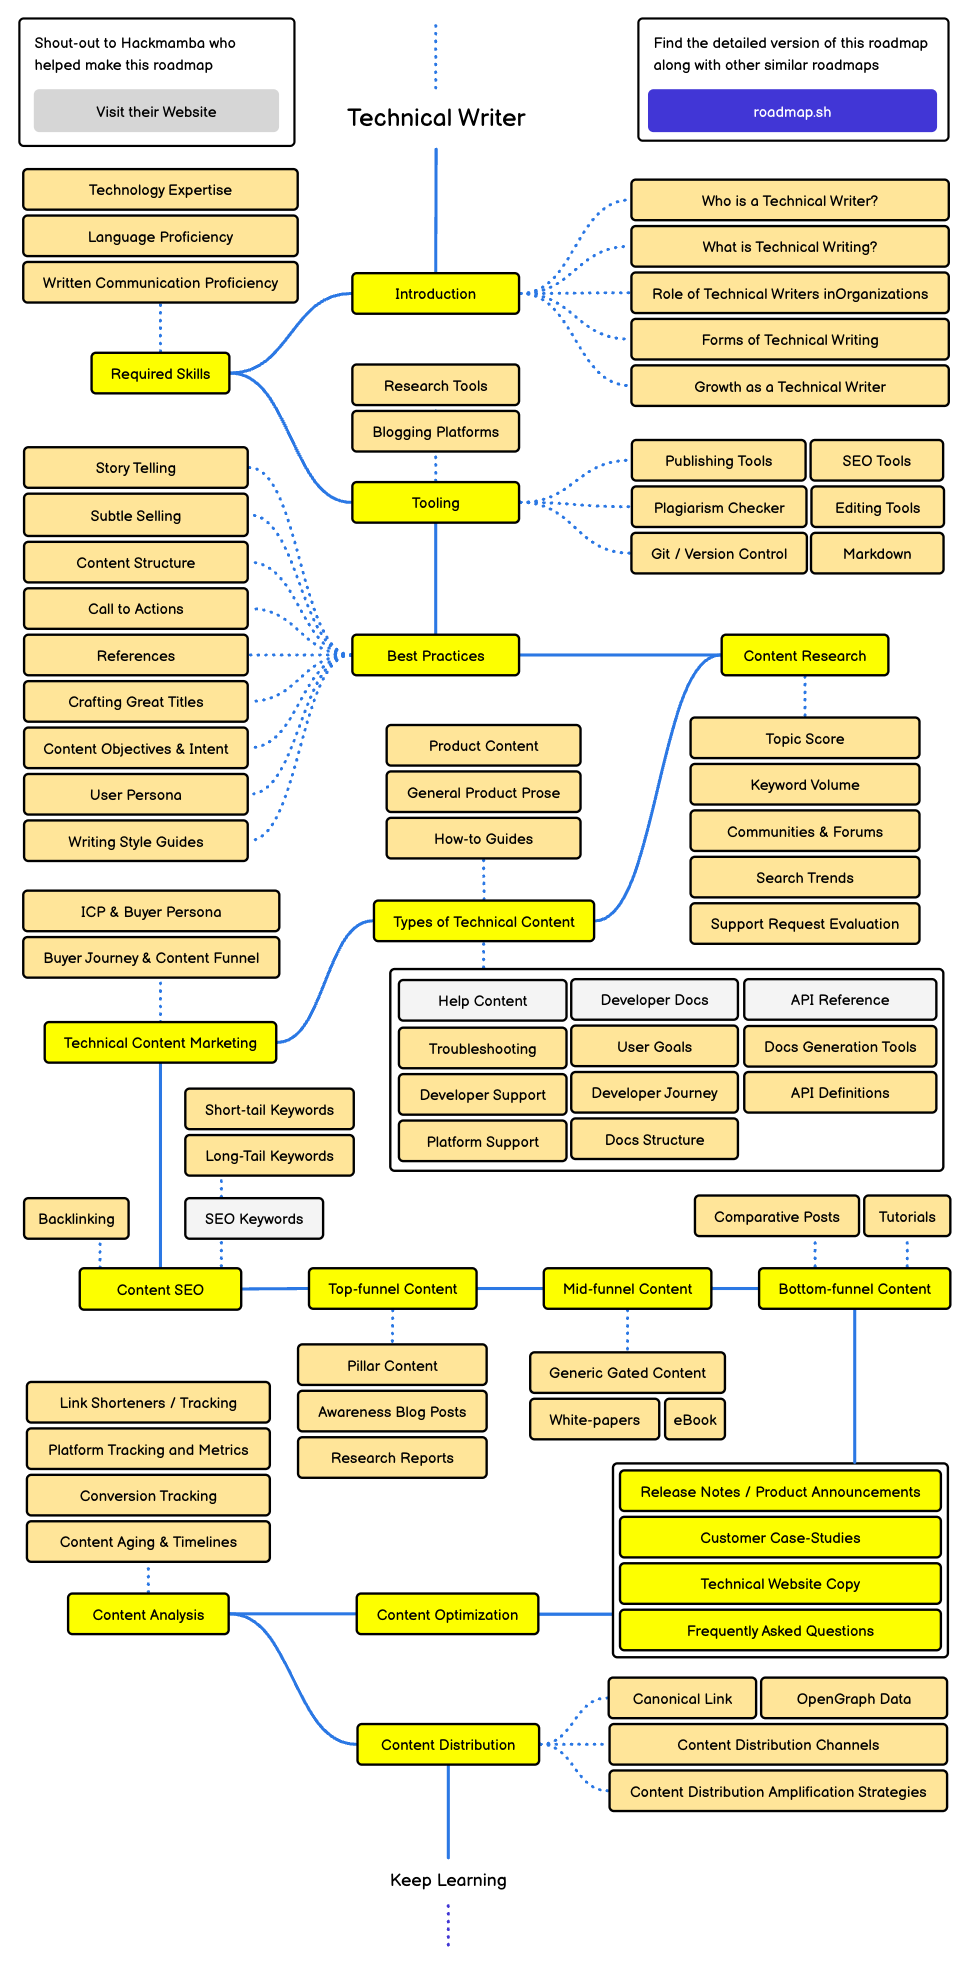 Shout-out to Hackmamba who
helped make this roadmap
Visit their Website
Find the detailed version of this roadmap
along with other similar roadmaps
roadmap.sh
Technical Writer
Technology Expertise
Language Proficiency
Written Communication Proficiency
Required Skills
Introduction
Who is a Technical Writer?
What is Technical Writing?
Role of Technical Writers inOrganizations
Forms of Technical Writing
Growth as a Technical Writer
Research Tools
Blogging Platforms
Tooling
Publishing Tools
SEO Tools
Plagiarism Checker
Editing Tools
Git / Version Control
Markdown
Story Telling
Subtle Selling
Content Structure
Call to Actions
References
Crafting Great Titles
Content Objectives & Intent
User Persona
Writing Style Guides
Best Practices
Content Research
Topic Score
Keyword Volume
Communities & Forums
Search Trends
Support Request Evaluation
Product Content
General Product Prose
How-to Guides
Types of Technical Content
Help Content
Developer Docs
API Reference
Troubleshooting
User Goals
Docs Generation Tools
Developer Support
Developer Journey
API Definitions
Platform Support
Docs Structure
ICP & Buyer Persona
Buyer Journey & Content Funnel
Technical Content Marketing
Short-tail Keywords
Long-Tail Keywords
Backlinking
SEO Keywords
Content SEO
Top-funnel Content
Mid-funnel Content
Comparative Posts
Tutorials
Bottom-funnel Content
Pillar Content
Awareness Blog Posts
Research Reports
Generic Gated Content
White-papers
eBook
Link Shorteners / Tracking
Platform Tracking and Metrics
Conversion Tracking
Content Aging & Timelines
Release Notes / Product Announcements
Customer Case-Studies
Technical Website Copy
Frequently Asked Questions
Content Analysis
Content Optimization
Content Distribution
Canonical Link
OpenGraph Data
Content Distribution Channels
Content Distribution Amplification Strategies
Keep Learning